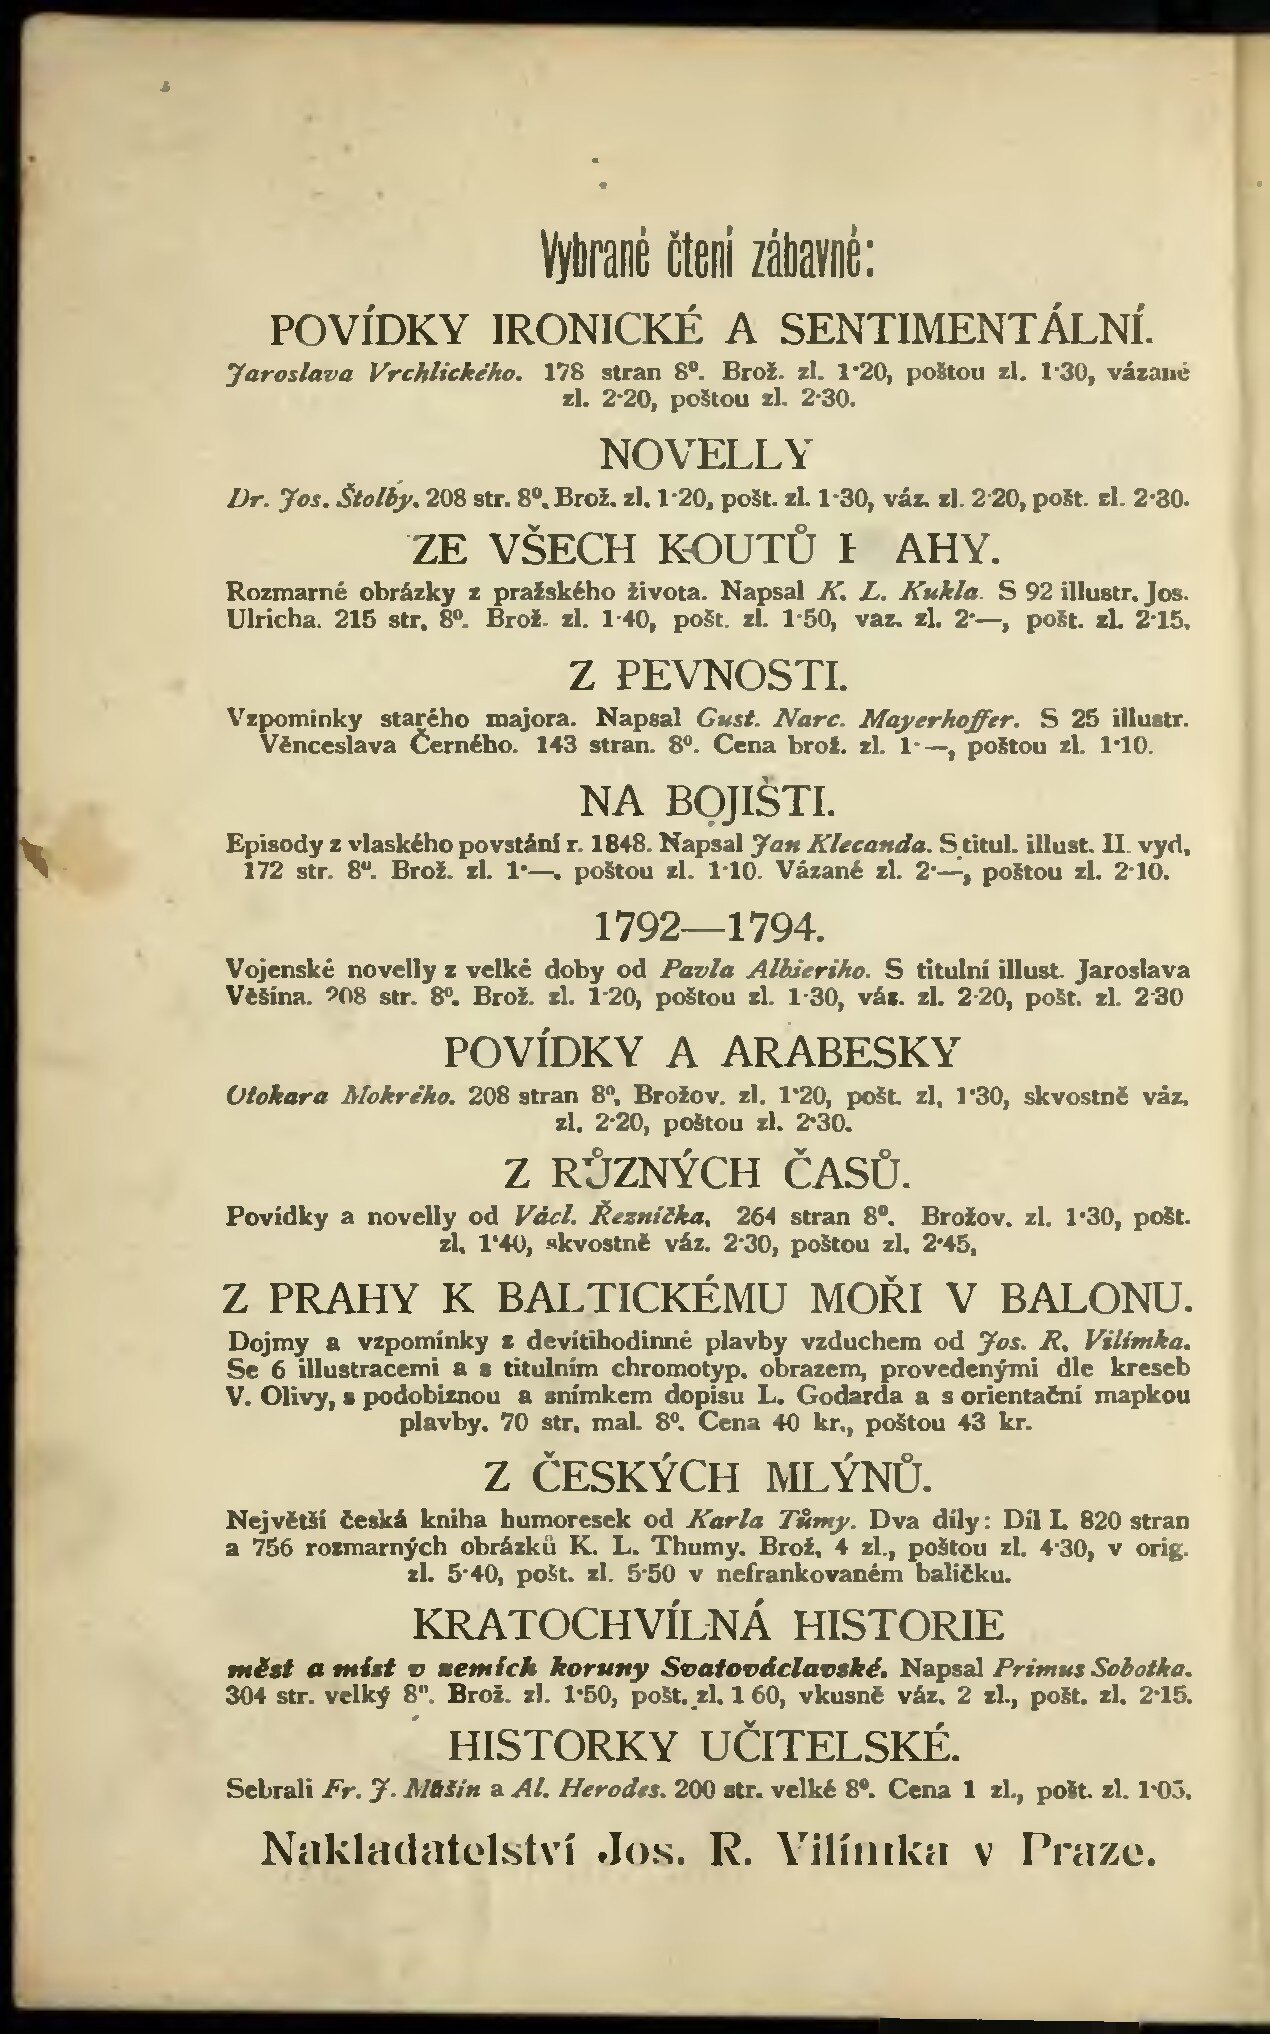 Vybrané čtení zábavné:
POVÍDKY IRONICKÉ A SENTIMENTÁLNÍ.
Jaroslava Vrchlického. 178 stran 8⁰. Brož. zl. 1·20, poštou zl. 1·30, vázané
zl. 2·20, poštou zl. 2·30.
NOVELLY
Dr. Jos. Štolby. 208 str. 8⁰. Brož. zl. 1·20, pošt. zl. 1·30, váz. zl. 2·20, pošt. zl. 2·30.
ZE VŠECH KOUTŮ AHY.
Rozmarné obrázky z pražského života. Napsal K. L. Kukla. S 92 illustr. Jos.
Ulricha. 215 str. 8⁰. Brož. zl. 1·40, pošt. zl. 1·50, vaz. zl. 2·—, pošt. zl. 2·15.
Z PEVNOSTI.
Vzpomínky starého majora. Napsal Gust. Narc. Mayerhoffer. S 25 illustr.
Věnceslava Černého. 143 stran. 8⁰. Cena brož. zl. 1·—, poštou zl. 1·10.
NA BOJIŠTI.
Episody z vlaského povstání r. 1848. Napsal Jan Klecanda. S titul. illust. II. vyd.
172 str. 8⁰. Brož. zl. 1·—. poštou zl. 1·10. Vázané zl. 2·—, poštou zl. 2·10.
1792—1794.
Vojenské novelly z velké doby od Pavla Albieriho. S titulní illust. Jaroslava
Věšína. 208 str. 8⁰. Brož. zl. 1·20, poštou zl. 1·30, váz. zl. 2·20, pošt. zl. 2·30
POVÍDKY A ARABESKY
Otokara Mokrého. 208 stran 8⁰. Brožov. zl. 1·20, pošt. zl. 1·30, skvostně váz.
zl. 2·20, poštou zl. 2·30.
Z RŮZNÝCH ČASŮ.
Povídky a novelly od Václ. Řezníčka. 264 stran 8⁰. Brožov. zl. 1·30, pošt.
zl. 1·40, skvostně váz. 2·30, poštou zl. 2·45.
Z PRAHY K BALTICKÉMU MOŘI V BALONU.
Dojmy a vzpomínky z devítihodinné plavby vzduchem od Jos. R. Vilímka.
Se 6 illustracemi a s titulním chromotyp. obrazem, provedenými dle kreseb
V. Olivy, s podobiznou a snímkem dopisu L. Godarda a s orientační mapkou
plavby. 70 str. mal. 8⁰. Cena 40 kr., poštou 43 kr.
Z ČESKÝCH MLÝNŮ.
Největší česká kniha humoresek od Karla Tůmy. Dva díly: Díl I. 820 stran
a 756 rozmarných obrázků K. L. Thumy. Brož. 4 zl., poštou zl. 4·30, v orig.
zl. 5·40, pošt. zl. 5·50 v nefrankovaném balíčku.
KRATOCHVÍLNÁ HISTORIE
měst a míst v zemích koruny Svatováclavské. Napsal Primus Sobotka.
304 str. velký 8⁰. Brož. zl. 1·50, pošt. zl. 1 60, vkusně váz. 2 zl., pošt. zl. 2·15.
HISTORKY UČITELSKÉ.
Sebrali Fr. J. Mašín a Al. Herodes. 200 str. velké 8⁰. Cena 1 zl., pošt. zl. 1·05.
Nakladatelství Jos. R. Vilímka v Praze.